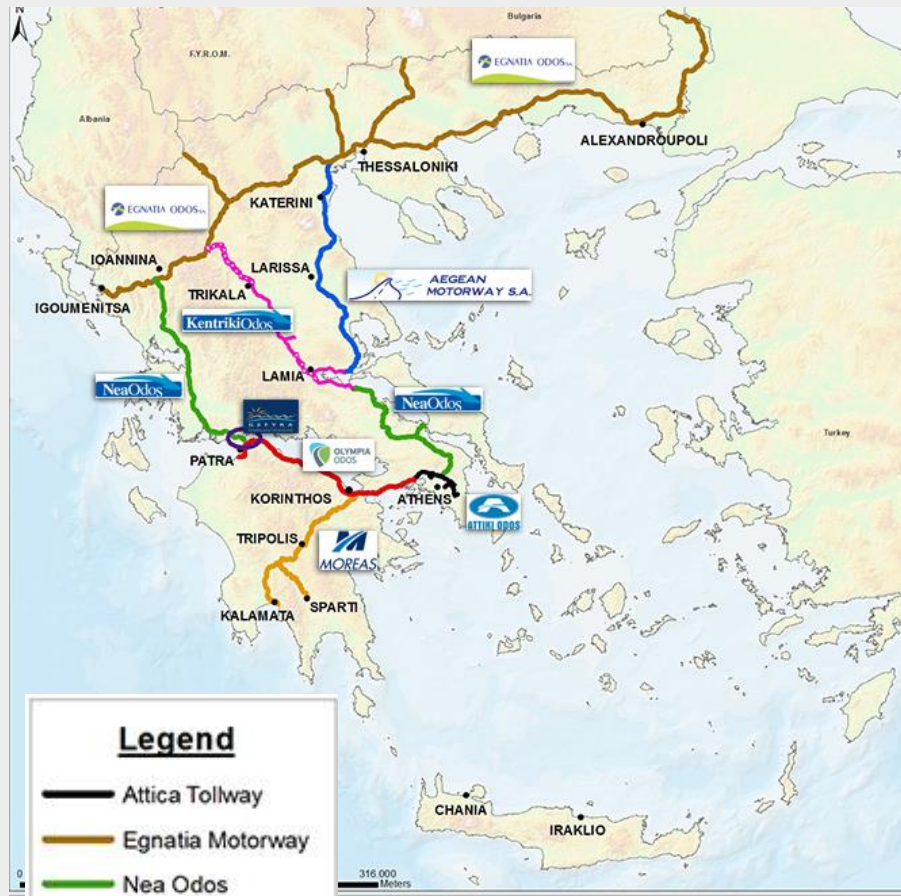 N
Bulgaria
F.Y.R.O.M.
EGNATIA ODOS S.A.
Albania
ALEXANDROUPOLI
THESSALONIKI
KATERINI
EGNATIA ODOS S.A.
IOANNINA
LARISSA
AEGEAN
MOTORWAY S.A.
TRIKALA
IGOUMENITSA
KentrikiOdos
LAMIA
NeaOdos
NeaOdos
GEFYRA
Turkey
OLYMPIA
ODOS
PATRA
KORINTHOS
ATHENS
ATTIKI ODOS
TRIPOLIS
MOREAS
SPARTI
KALAMATA
Legend
Attica Tollway
CHANIA
Egnatia Motorway
IRAKLIO
0
316.000
Meters
Nea Odos